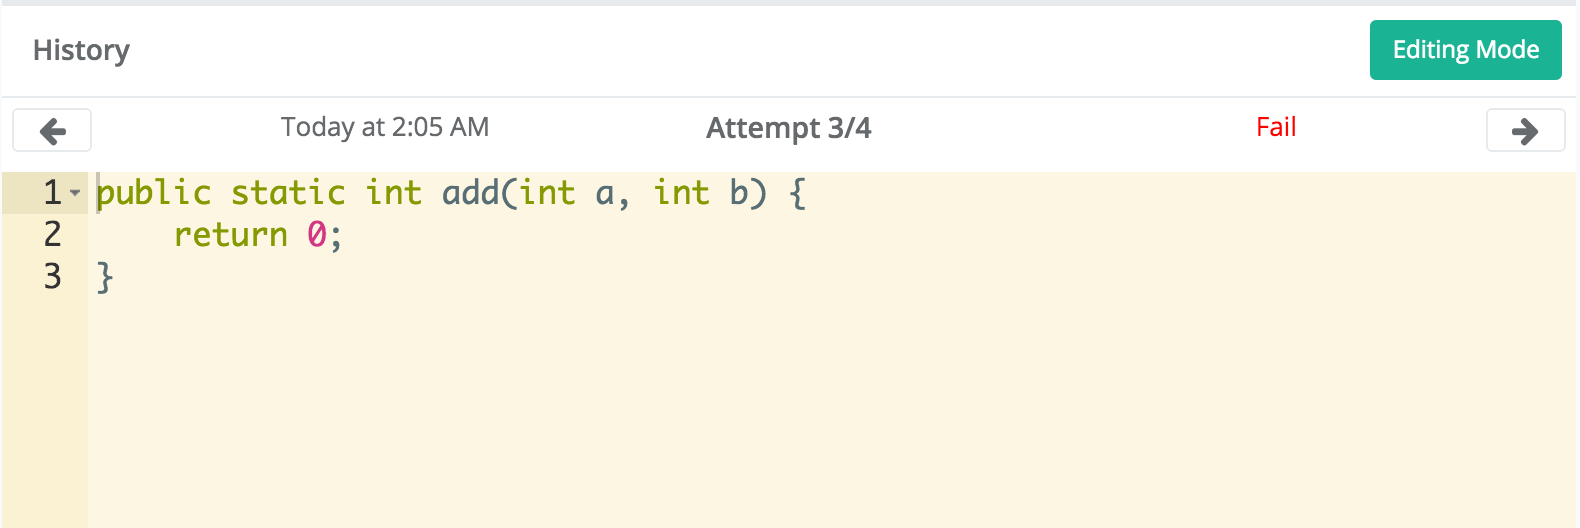 History
Editing Mode
Today at 2:05 AM
Attempt 3/4
Fail
1 public static int add(int a, int b) {
2     return 0;
3 }